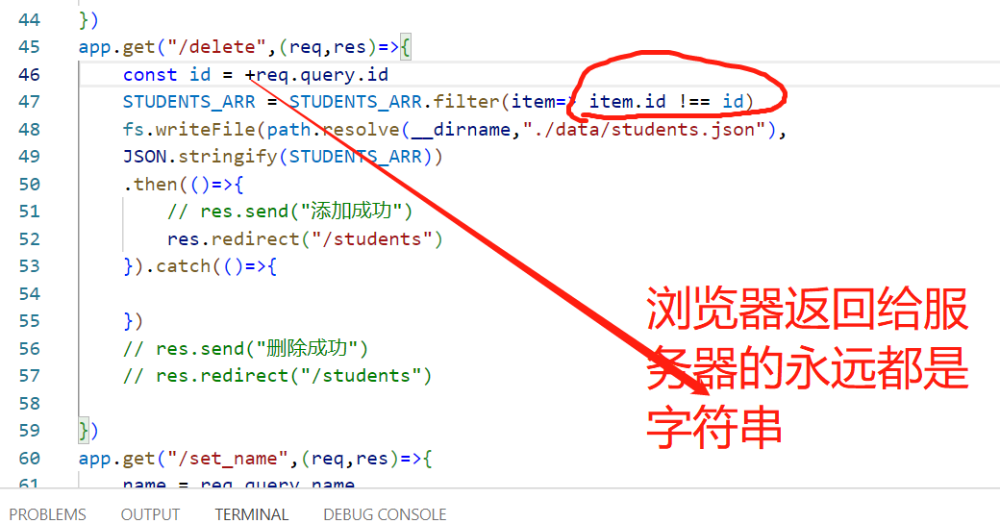 44 })
45 app.get("/delete",(req,res)=>{
46 const id = +req.query.id
47 STUDENTS_ARR = STUDENTS_ARR.filter(item=> item.id !== id)
48 fs.writeFile(path.resolve(__dirname,"./data/students.json"),
49 JSON.stringify(STUDENTS_ARR))
50 .then(()=>{
51 // res.send("添加成功")
52 res.redirect("/students")
53 }).catch(()=>{
54
55 })
56 // res.send("删除成功")
57 // res.redirect("/students")
58
59 })
60 app.get("/set_name",(req,res)=>{
61 name = req.query.name
浏览器返回给服
务器的永远都是
字符串
PROBLEMS OUTPUT TERMINAL DEBUG CONSOLE